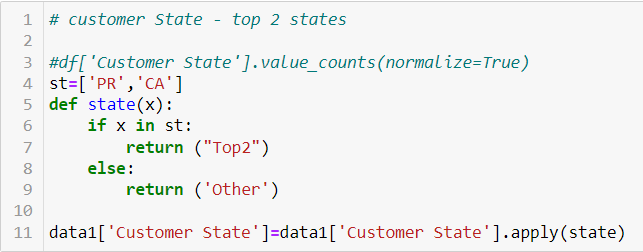 1 # customer State - top 2 states
2
3 #df['Customer State'].value_counts(normalize=True)
4 st=['PR','CA']
5 def state(x):
6     if x in st:
7         return ("Top2")
8     else:
9         return ('Other')
10
11 data1['Customer State']=data1['Customer State'].apply(state)